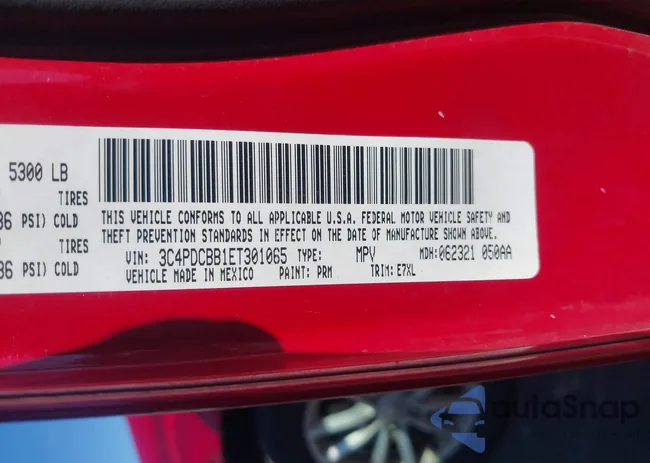 5300 LB
TIRES
THIS VEHICLE CONFORMS TO ALL APPLICABLE U.S.A. FEDERAL MOTOR VEHICLE SAFETY AND
36 PSI) COLD
THEFT PREVENTION STANDARDS IN EFFECT ON THE DATE OF MANUFACTURE SHOWN ABOVE.
TIRES
VIN: 3C4PDCBB1ET301065 TYPE: MPV MDH:062321 050AA
36 PSI) COLD
VEHICLE MADE IN MEXICO PAINT: PRM TRIM: E7XL
autoSnap